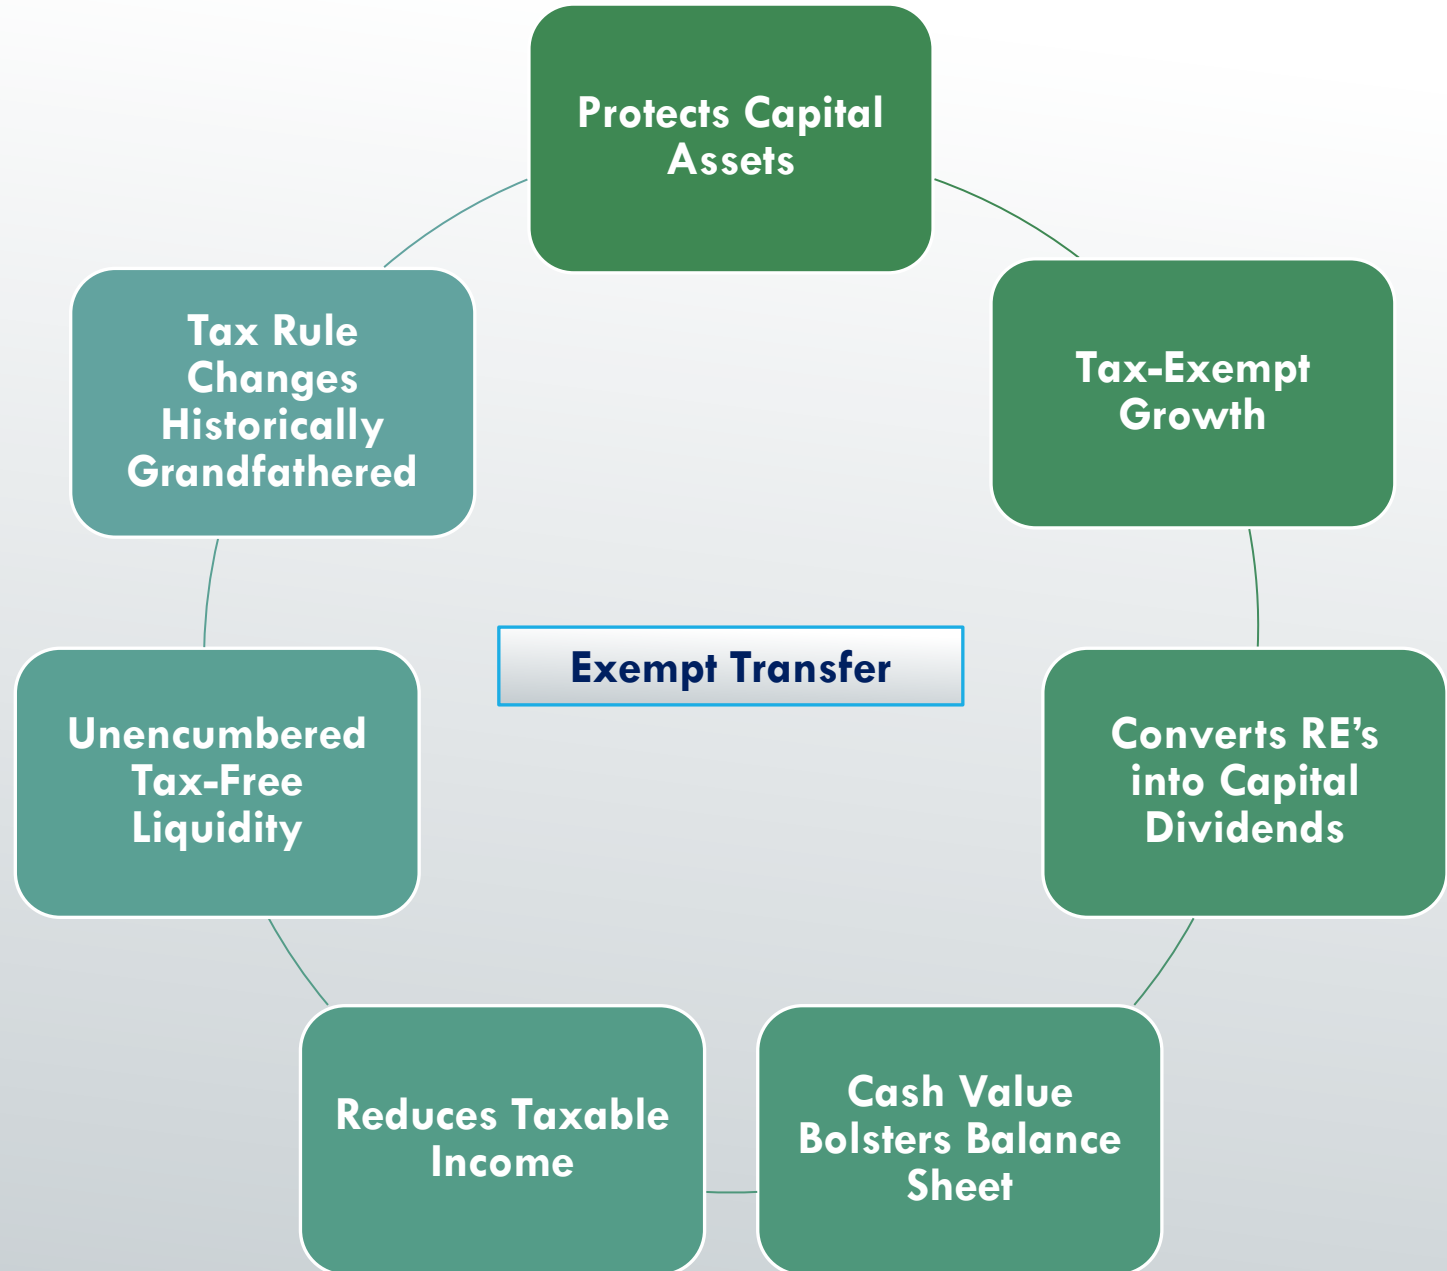 Protects Capital
Assets
Tax-Exempt
Growth
Converts RE’s
into Capital
Dividends
Cash Value
Bolsters Balance
Sheet
Reduces Taxable
Income
Unencumbered
Tax-Free
Liquidity
Tax Rule
Changes
Historically
Grandfathered
Exempt Transfer